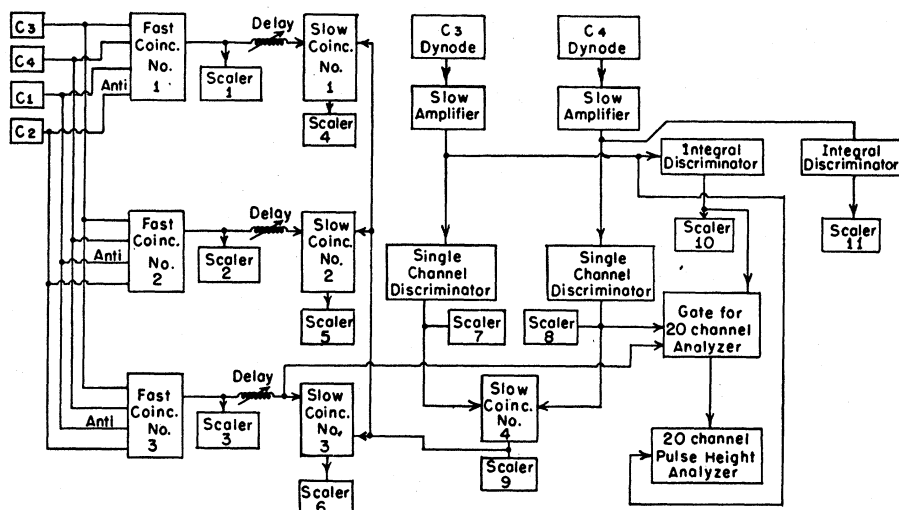 C3
C4
C1
C2
Fast
Coinc.
No.
1
Anti
Delay
Scaler
1
Slow
Coinc.
No.
1
Scaler
4
C3
Dynode
C4
Dynode
Slow
Amplifier
Slow
Amplifier
Integral
Discriminator
Integral
Discriminator
Scaler
10
Scaler
11
Fast
Coinc.
No.
2
Anti
Delay
Scaler
2
Slow
Coinc.
No.
2
Scaler
5
Single
Channel
Discriminator
Single
Channel
Discriminator
Scaler
7
Scaler
8
Gate for
20 channel
Analyzer
Fast
Coinc.
No.
3
Anti
Delay
Scaler
3
Slow
Coinc.
No.
3
Scaler
6
Slow
Coinc.
No.
4
Scaler
9
20 channel
Pulse Height
Analyzer